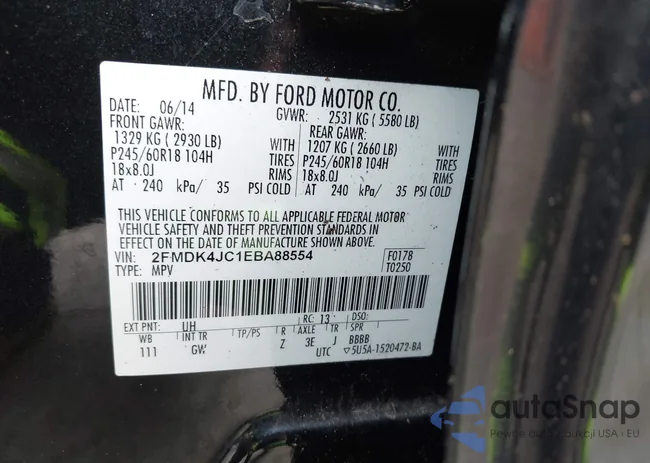 MFD. BY FORD MOTOR CO.
DATE: 06/14 GVWR: 2531 KG ( 5580 LB)
FRONT GAWR: REAR GAWR:
1329 KG ( 2930 LB) WITH 1207 KG ( 2660 LB) WITH
P245/60R18 104H TIRES P245/60R18 104H TIRES
18x8.0J RIMS 18x8.0J RIMS
AT 240 kPa/ 35 PSI COLD AT 240 kPa/ 35 PSI COLD
THIS VEHICLE CONFORMS TO ALL APPLICABLE FEDERAL MOTOR
VEHICLE SAFETY AND THEFT PREVENTION STANDARDS IN
EFFECT ON THE DATE OF MANUFACTURE SHOWN ABOVE.
VIN: 2FMDK4JC1EBA88554 F0178
TYPE: MPV T0250
EXT PNT: UH RC: 13 DSO:
WB INT TR TP/PS R AXLE TR SPR
111 GW Z 3E J BBBB
UTC 5U5A-1520472-BA
autoSnap
Pewne auto z aukcji USA i EU